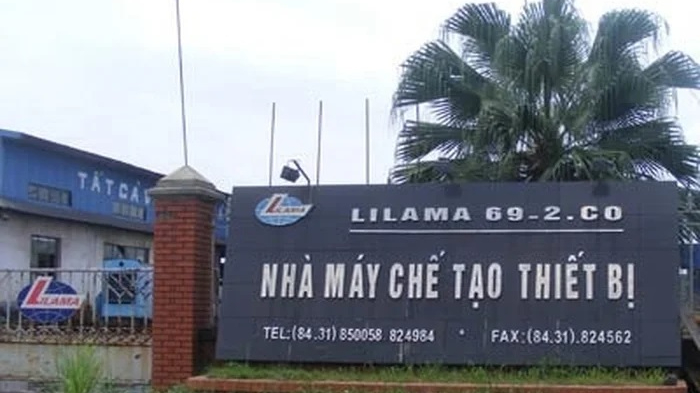 TẤT CẢ
LILAMA
LILAMA 69-2.CO
NHÀ MÁY CHẾ TẠO THIẾT BỊ
TEL:(84.31) 850058 824984 * FAX:(84.31).824562
LILAMA